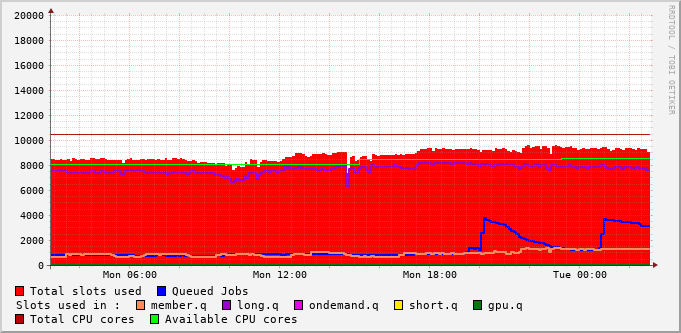 20000
18000
16000
14000
12000
10000
8000
6000
4000
2000
0
Mon 06:00 Mon 12:00 Mon 18:00 Tue 00:00
RRDTOOL / TOBI OETIKER
Total slots used Queued Jobs
Slots used in : member.q long.q ondemand.q short.q gpu.q
Total CPU cores Available CPU cores